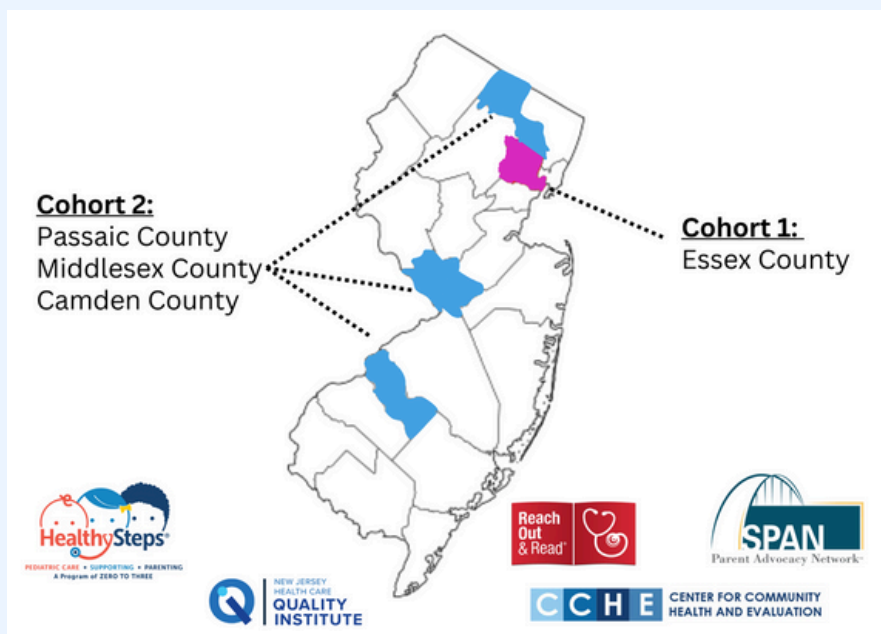 Cohort 2:
Passaic County
Middlesex County
Camden County
Cohort 1:
Essex County
HealthySteps®
PEDIATRIC CARE • SUPPORTING • PARENTING
A Program of ZERO TO THREE
NEW JERSEY
HEALTH CARE
QUALITY
INSTITUTE
Reach
Out
& Read®
SPAN
Parent Advocacy Network
CCHE
CENTER FOR COMMUNITY
HEALTH AND EVALUATION